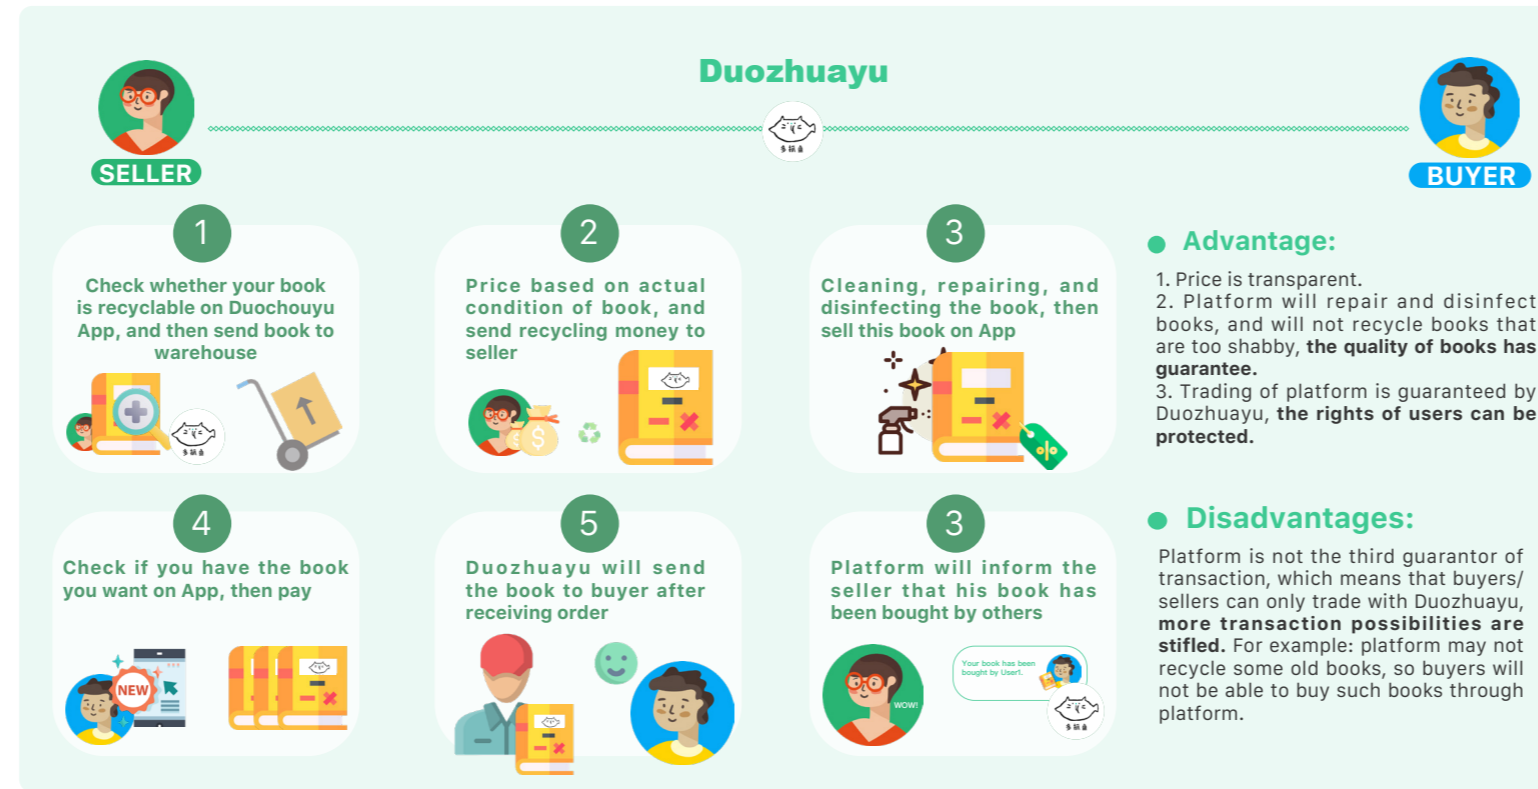 Duozhuayu
多抓鱼
SELLER
BUYER
1
Check whether your book
is recyclable on Duochouyu
App, and then send book to
warehouse
多抓鱼
2
Price based on actual
condition of book, and
send recycling money to
seller
$
$
3
Cleaning, repairing, and
disinfecting the book, then
sell this book on App
%
Advantage:
1. Price is transparent.
2. Platform will repair and disinfect
books, and will not recycle books that
are too shabby, the quality of books has
guarantee.
3. Trading of platform is guaranteed by
Duozhuayu, the rights of users can be
protected.
4
Check if you have the book
you want on App, then pay
NEW
5
Duozhuayu will send
the book to buyer after
receiving order
3
Platform will inform the
seller that his book has
been bought by others
WOW!
Your book has been
bought by User1.
多抓鱼
Disadvantages:
Platform is not the third guarantor of
transaction, which means that buyers/
sellers can only trade with Duozhuayu,
more transaction possibilities are
stifled. For example: platform may not
recycle some old books, so buyers will
not be able to buy such books through
platform.